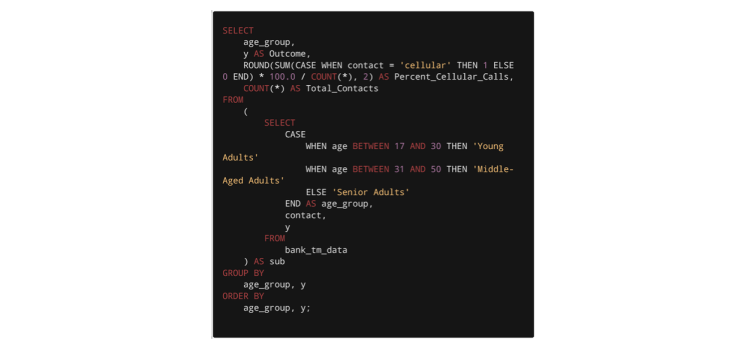 SELECT
    age_group,
    y AS Outcome,
    ROUND(SUM(CASE WHEN contact = 'cellular' THEN 1 ELSE
0 END) * 100.0 / COUNT(*), 2) AS Percent_Cellular_Calls,
    COUNT(*) AS Total_Contacts
FROM
    (
        SELECT
            CASE
                WHEN age BETWEEN 17 AND 30 THEN 'Young
Adults'
                WHEN age BETWEEN 31 AND 50 THEN 'Middle-
Aged Adults'
                ELSE 'Senior Adults'
            END AS age_group,
            contact,
            y
        FROM
            bank_tm_data
    ) AS sub
GROUP BY
    age_group, y
ORDER BY
    age_group, y;